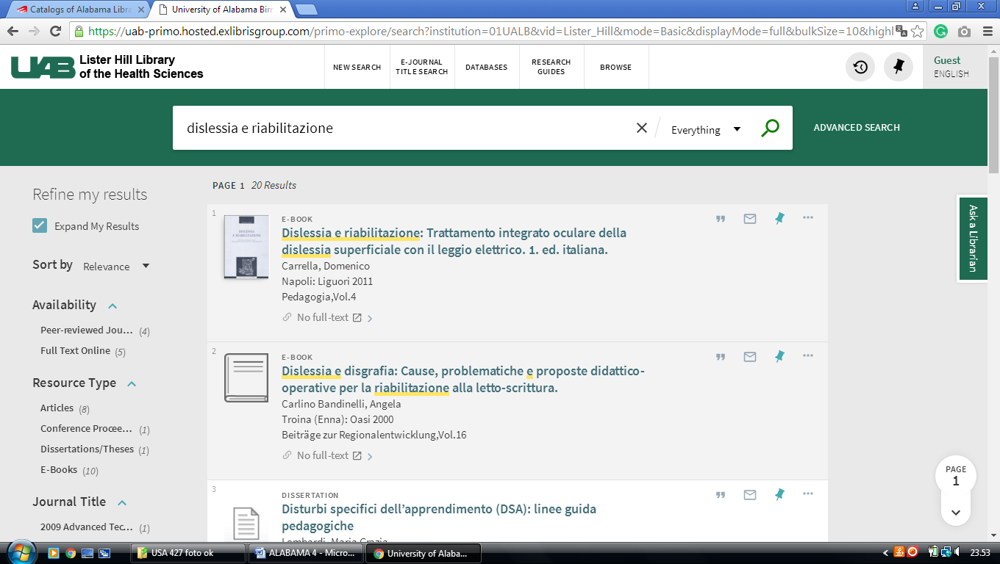 Catalogs of Alabama Libra
University of Alabama Birm
https://uab-primo.hosted.exlibrisgroup.com/primo-explore/search?institution=01UALB&vid=Lister_Hill&mode=Basic&displayMode=full&bulkSize=10&highl
UAB Lister Hill Library
of the Health Sciences
NEW SEARCH
E-JOURNAL
TITLE SEARCH
DATABASES
RESEARCH
GUIDES
BROWSE
Guest
ENGLISH
dislessia e riabilitazione
Everything
ADVANCED SEARCH
Refine my results
Expand My Results
Sort by Relevance
Availability
Peer-reviewed Jou... (4)
Full Text Online (5)
Resource Type
Articles (8)
Conference Procee... (1)
Dissertations/Theses (1)
E-Books (10)
Journal Title
2009 Advanced Tec... (1)
PAGE 1 20 Results
1
E-BOOK
Dislessia e riabilitazione: Trattamento integrato oculare della
dislessia superficiale con il leggio elettrico. 1. ed. italiana.
Carrella, Domenico
Napoli: Liguori 2011
Pedagogia,Vol.4
No full-text
DISLESSIA
E RIABILITAZIONE
2
E-BOOK
Dislessia e disgrafia: Cause, problematiche e proposte didattico-
operative per la riabilitazione alla letto-scrittura.
Carlino Bandinelli, Angela
Troina (Enna): Oasi 2000
Beiträge zur Regionalentwicklung,Vol.16
No full-text
3
DISSERTATION
Disturbi specifici dell'apprendimento (DSA): linee guida
pedagogiche
Lombardi, Maria Grazia
Ask a Librarian
PAGE
1
USA 427 foto ok
ALABAMA 4 - Micro...
University of Alaba...
23.53